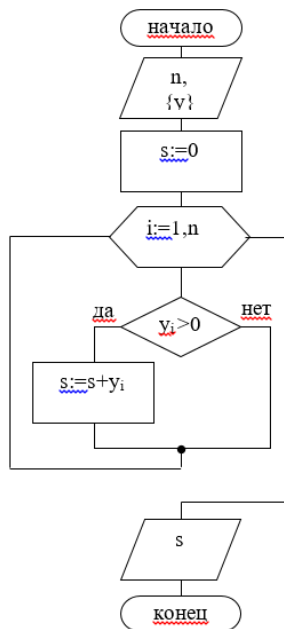 начало
n,
{y}
s:=0
i:=1,n
да
нет
yi>0
s:=s+yi
s
конец